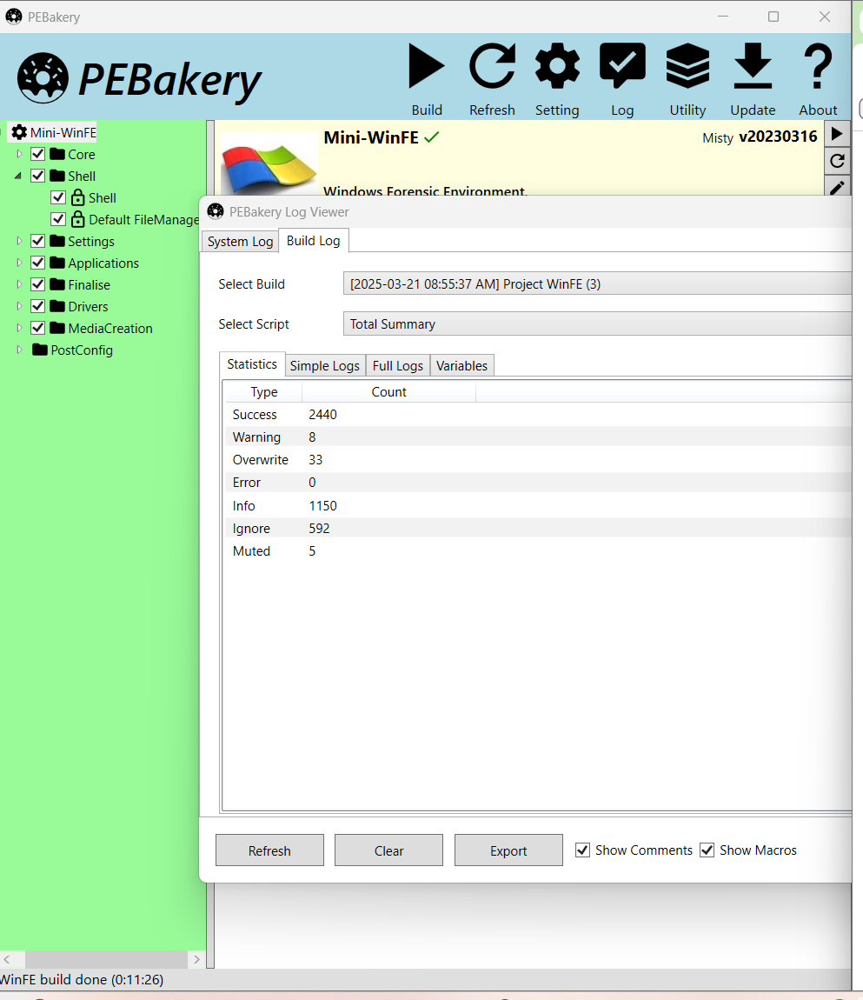 PEBakery
PEBakery
Build
Refresh
Setting
Log
Utility
Update
About
Mini-WinFE
Core
Shell
Shell
Default FileManage
Settings
Applications
Finalise
Drivers
MediaCreation
PostConfig
Mini-WinFE
Misty v20230316
Windows Forensic Environment.
PEBakery Log Viewer
System Log
Build Log
Select Build
[2025-03-21 08:55:37 AM] Project WinFE (3)
Select Script
Total Summary
Statistics
Simple Logs
Full Logs
Variables
Type Count
Success 2440
Warning 8
Overwrite 33
Error 0
Info 1150
Ignore 592
Muted 5
Refresh
Clear
Export
Show Comments
Show Macros
WinFE build done (0:11:26)